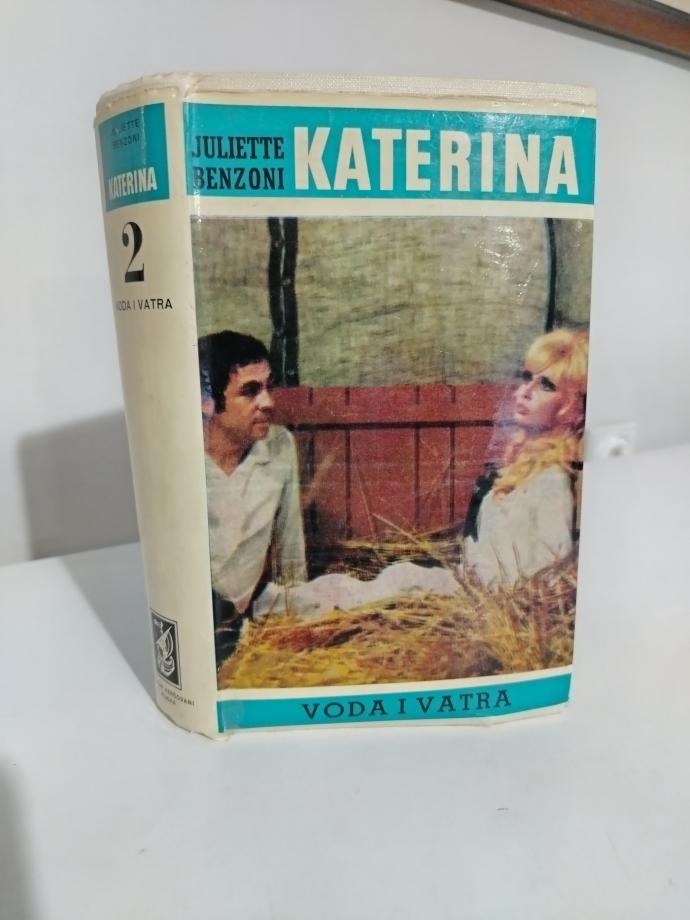 JULIETTE
BENZONI
KATERINA
2
VODA I VATRA
JULIETTE
BENZONI
KATERINA
VODA I VATRA